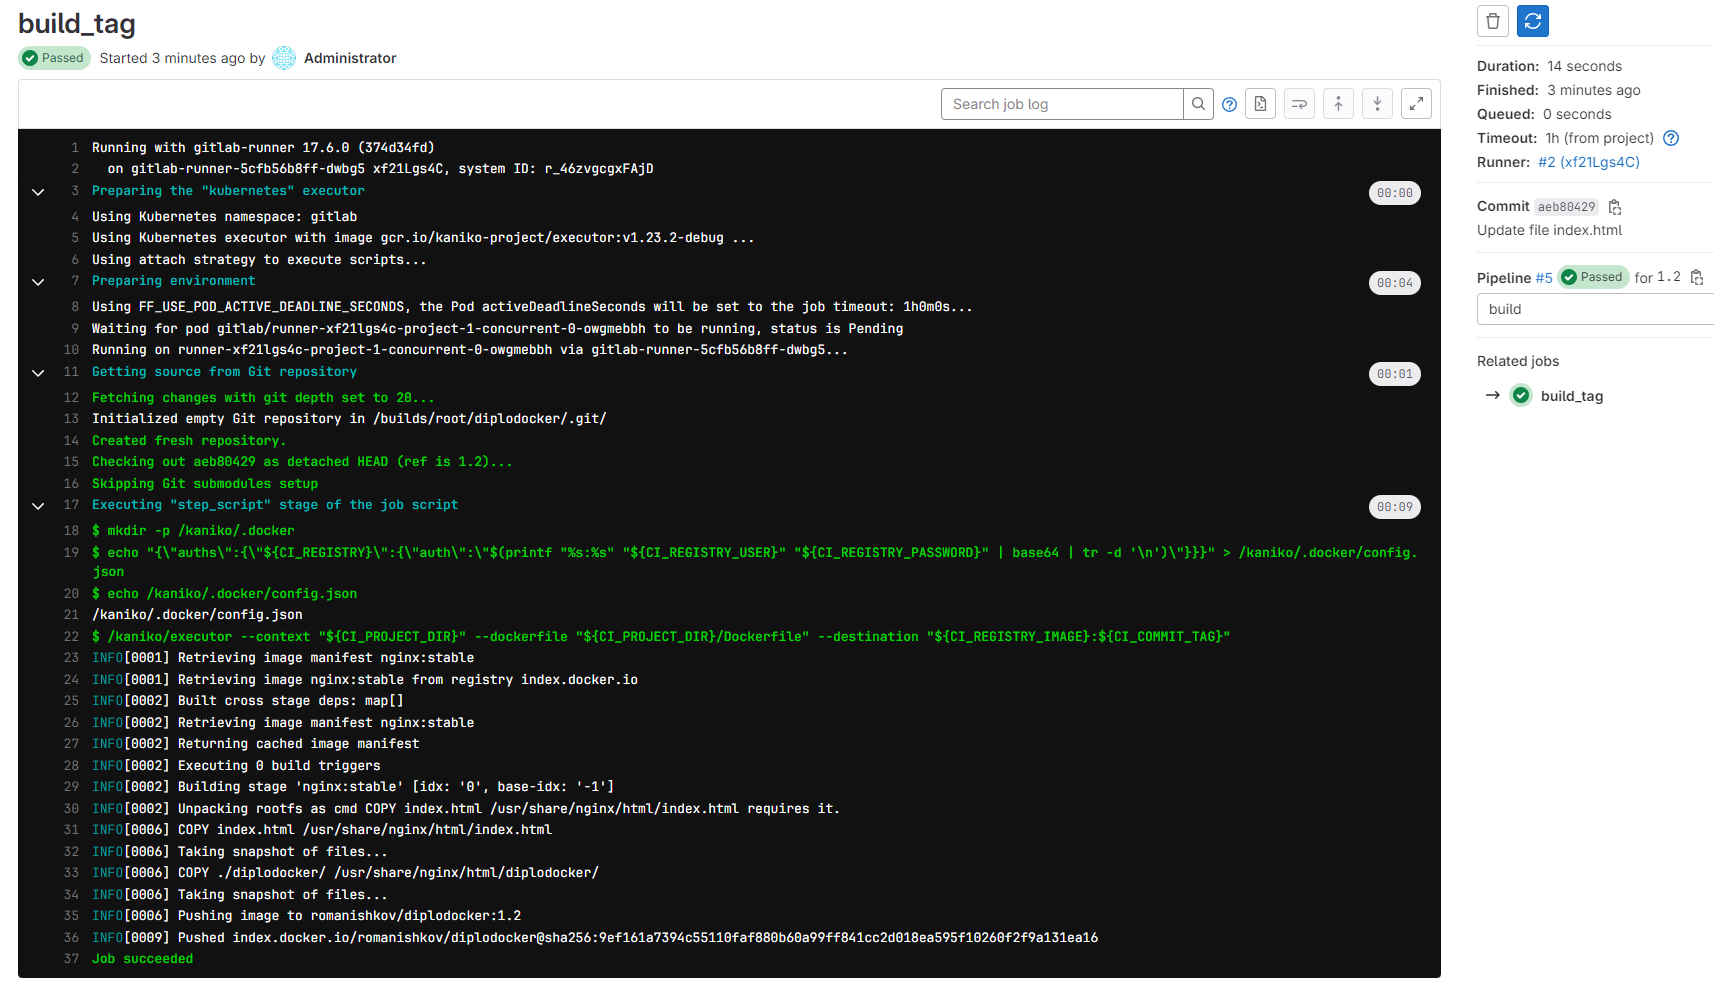 build_tag
Passed Started 3 minutes ago by Administrator
Search job log
1 Running with gitlab-runner 17.6.0 (374d34fd)
2 on gitlab-runner-5cfb56b8ff-dwbg5 xf21Lgs4C, system ID: r_46zvgcgxFAjD
3 Preparing the "kubernetes" executor 00:00
4 Using Kubernetes namespace: gitlab
5 Using Kubernetes executor with image gcr.io/kaniko-project/executor:v1.23.2-debug ...
6 Using attach strategy to execute scripts...
7 Preparing environment 00:04
8 Using FF_USE_POD_ACTIVE_DEADLINE_SECONDS, the Pod activeDeadlineSeconds will be set to the job timeout: 1h0m0s...
9 Waiting for pod gitlab/runner-xf21lgs4c-project-1-concurrent-0-owgmebbh to be running, status is Pending
10 Running on runner-xf21lgs4c-project-1-concurrent-0-owgmebbh via gitlab-runner-5cfb56b8ff-dwbg5...
11 Getting source from Git repository 00:01
12 Fetching changes with git depth set to 20...
13 Initialized empty Git repository in /builds/root/diplodocker/.git/
14 Created fresh repository.
15 Checking out aeb80429 as detached HEAD (ref is 1.2)...
16 Skipping Git submodules setup
17 Executing "step_script" stage of the job script 00:09
18 $ mkdir -p /kaniko/.docker
19 $ echo "{\"auths\":{\"${CI_REGISTRY}\":{\"auth\":\"$(printf "%s:%s" "${CI_REGISTRY_USER}" "${CI_REGISTRY_PASSWORD}" | base64 | tr -d '\n')\"}}}" > /kaniko/.docker/config.
json
20 $ echo /kaniko/.docker/config.json
21 /kaniko/.docker/config.json
22 $ /kaniko/executor --context "${CI_PROJECT_DIR}" --dockerfile "${CI_PROJECT_DIR}/Dockerfile" --destination "${CI_REGISTRY_IMAGE}:${CI_COMMIT_TAG}"
23 INFO[0001] Retrieving image manifest nginx:stable
24 INFO[0001] Retrieving image nginx:stable from registry index.docker.io
25 INFO[0002] Built cross stage deps: map[]
26 INFO[0002] Retrieving image manifest nginx:stable
27 INFO[0002] Returning cached image manifest
28 INFO[0002] Executing 0 build triggers
29 INFO[0002] Building stage 'nginx:stable' [idx: '0', base-idx: '-1']
30 INFO[0002] Unpacking rootfs as cmd COPY index.html /usr/share/nginx/html/index.html requires it.
31 INFO[0006] COPY index.html /usr/share/nginx/html/index.html
32 INFO[0006] Taking snapshot of files...
33 INFO[0006] COPY ./diplodocker/ /usr/share/nginx/html/diplodocker/
34 INFO[0006] Taking snapshot of files...
35 INFO[0006] Pushing image to romanishkov/diplodocker:1.2
36 INFO[0009] Pushed index.docker.io/romanishkov/diplodocker@sha256:9ef161a7394c55110faf880b60a99ff841cc2d018ea595f10260f2f9a131ea16
37 Job succeeded
Duration: 14 seconds
Finished: 3 minutes ago
Queued: 0 seconds
Timeout: 1h (from project)
Runner: #2 (xf21Lgs4C)
Commit aeb80429
Update file index.html
Pipeline #5 Passed for 1.2
build
Related jobs
→ build_tag